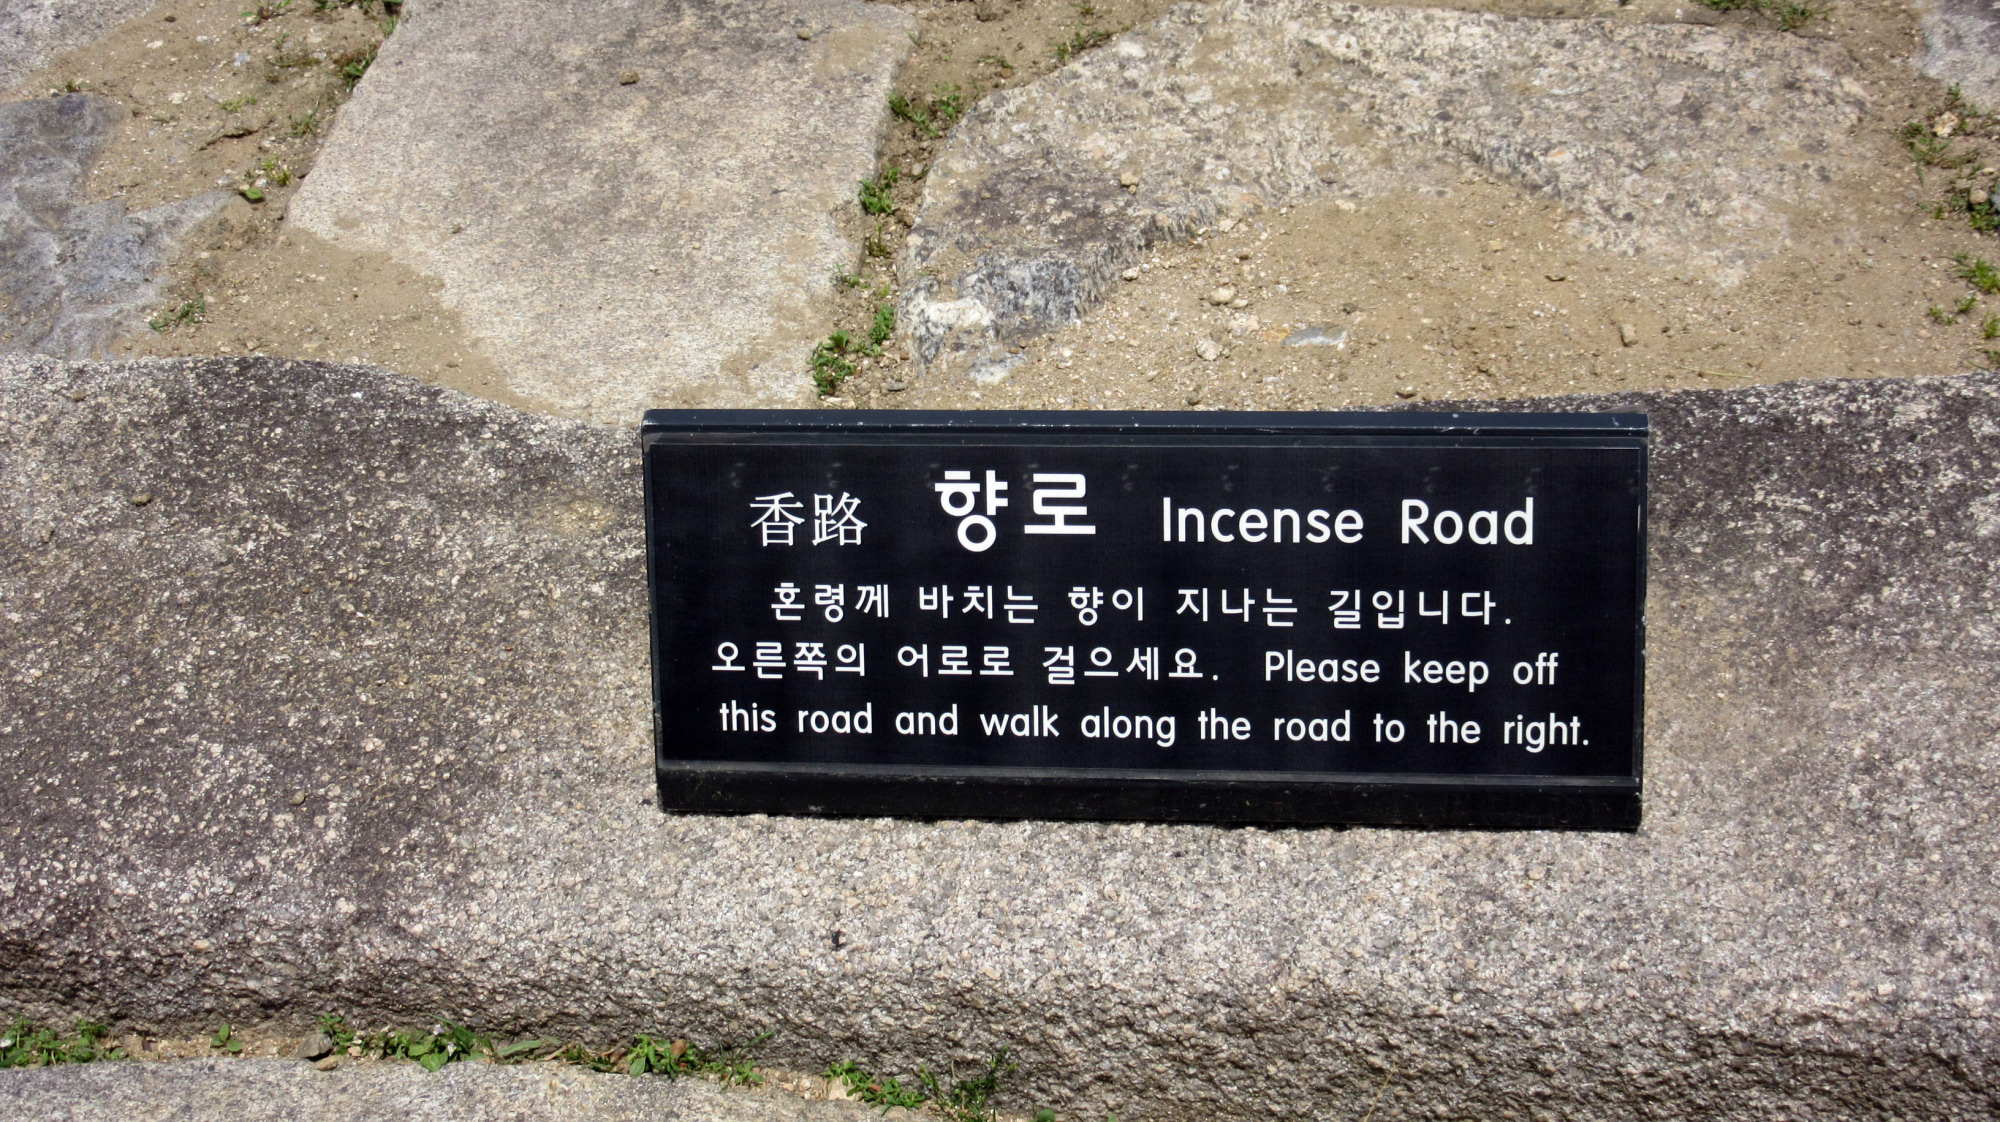 香路 향로 Incense Road
혼령께 바치는 향이 지나는 길입니다.
오른쪽의 어로로 걸으세요. Please keep off
this road and walk along the road to the right.